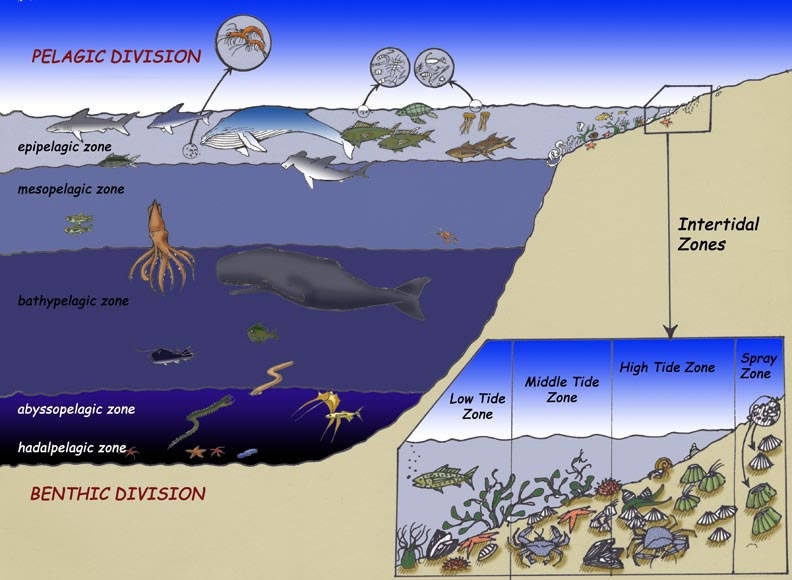 PELAGIC DIVISION
epipelagic zone
mesopelagic zone
Intertidal
Zones
bathypelagic zone
abyssopelagic zone
hadalpelagic zone
BENTHIC DIVISION
Low Tide
Zone
Middle Tide
Zone
High Tide Zone
Spray
Zone